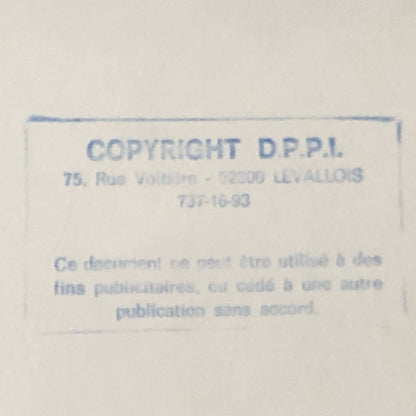 COPYRIGHT D.P.P.I.
75, Rue Voltaire - 92300 LEVALLOIS
737-16-93
Ce document ne peut être utilisé à des
fins publicitaires, ou cédé à une autre
publication sans accord.